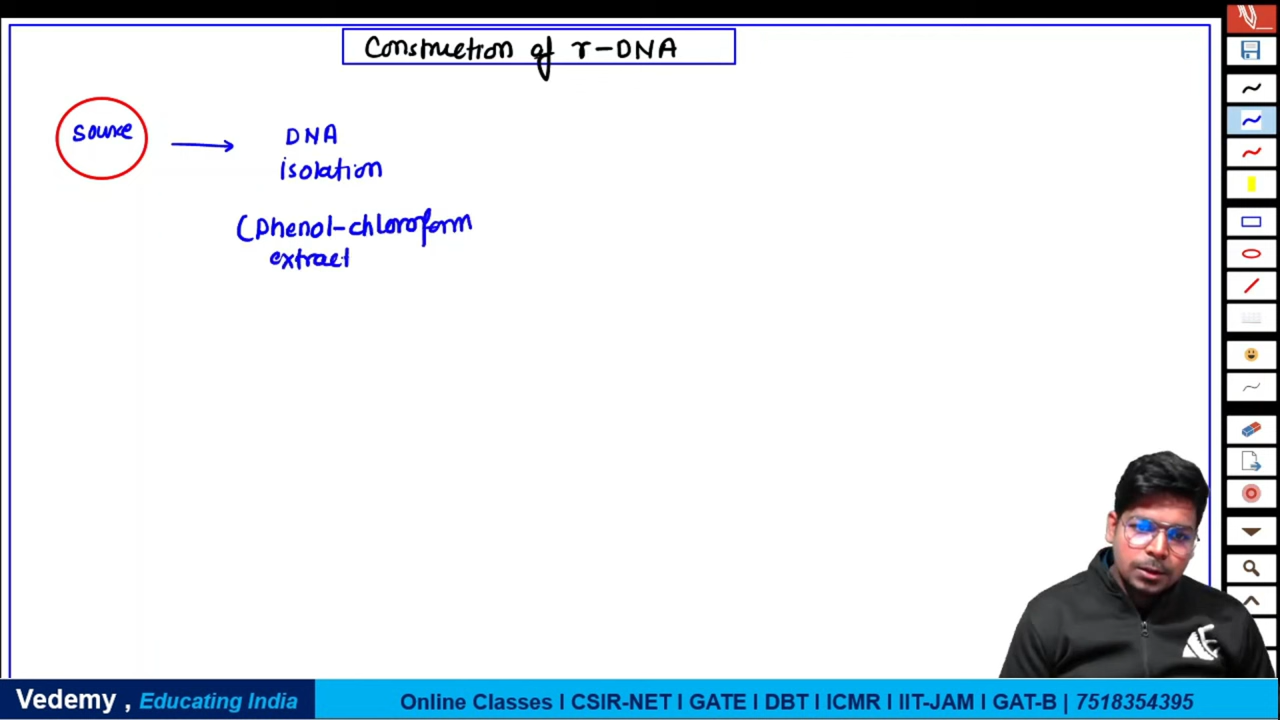 Construction of r-DNA
Source
DNA
isolation
(Phenol-chloroform
extract
Vedemy , Educating India
Online Classes I CSIR-NET I GATE I DBT I ICMR I IIT-JAM I GAT-B | 7518354395